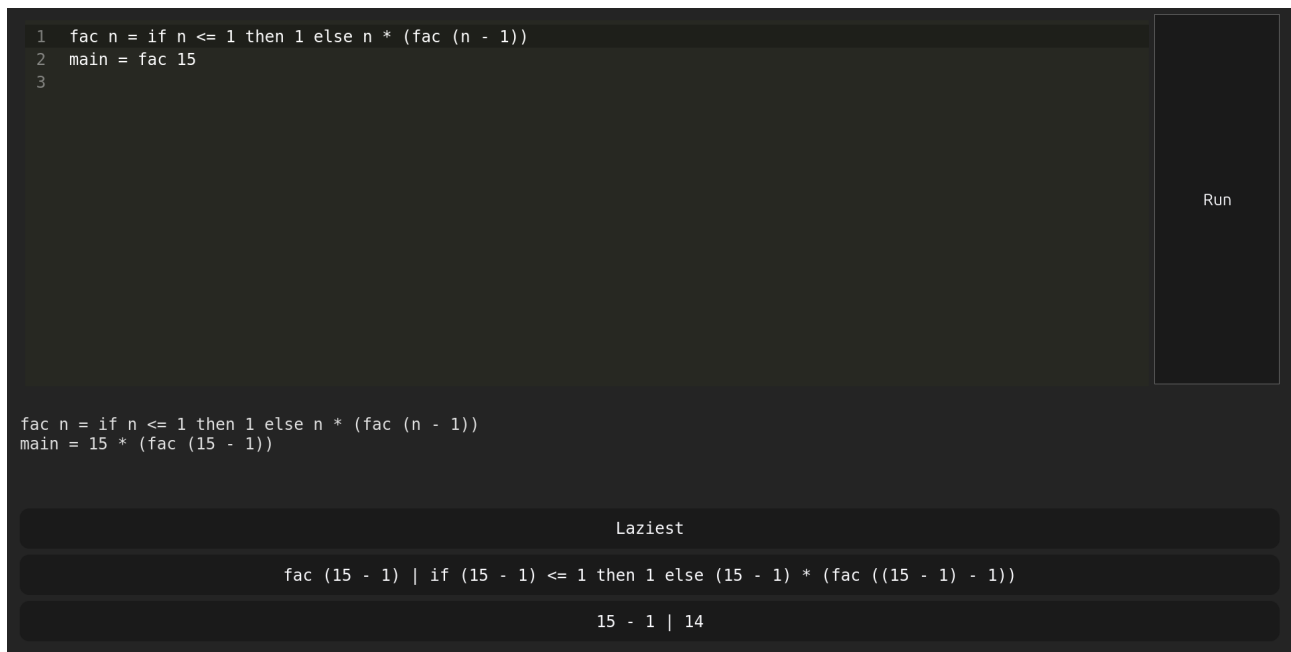 1 fac n = if n <= 1 then 1 else n * (fac (n - 1))
2 main = fac 15
3
Run
fac n = if n <= 1 then 1 else n * (fac (n - 1))
main = 15 * (fac (15 - 1))
Laziest
fac (15 - 1) | if (15 - 1) <= 1 then 1 else (15 - 1) * (fac ((15 - 1) - 1))
15 - 1 | 14